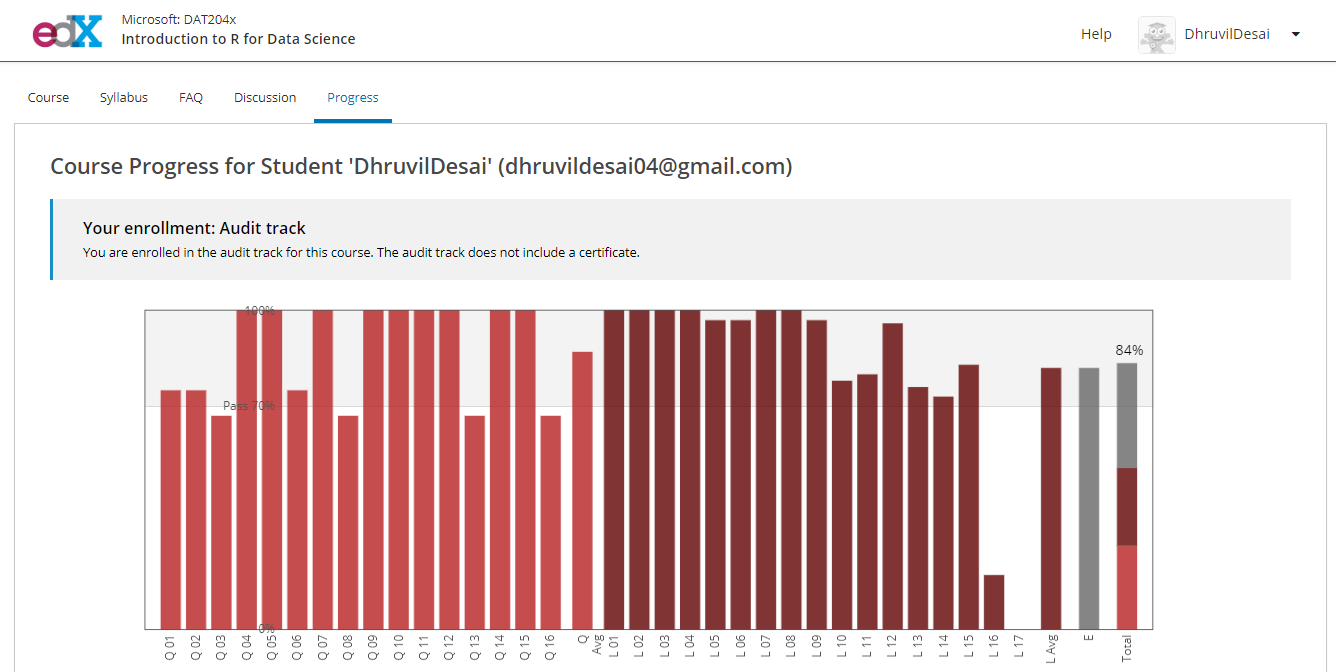 edX
Microsoft: DAT204x
Introduction to R for Data Science
Help
DhruvilDesai
Course
Syllabus
FAQ
Discussion
Progress
Course Progress for Student 'DhruvilDesai' (dhruvildesai04@gmail.com)
Your enrollment: Audit track
You are enrolled in the audit track for this course. The audit track does not include a certificate.
100%
84%
Pass 70%
0%
Q 01
Q 02
Q 03
Q 04
Q 05
Q 06
Q 07
Q 08
Q 09
Q 10
Q 11
Q 12
Q 13
Q 14
Q 15
Q 16
Q
Avg
L 01
L 02
L 03
L 04
L 05
L 06
L 07
L 08
L 09
L 10
L 11
L 12
L 13
L 14
L 15
L 16
L 17
L Avg
E
Total